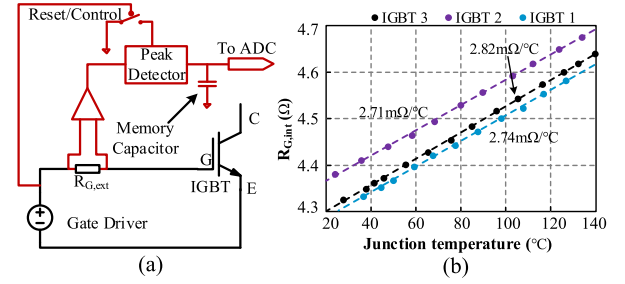 Reset/Control
Peak
Detector
To ADC
Memory
Capacitor
C
G
IGBT
E
R_G,ext
Gate Driver
(a)
IGBT 3 IGBT 2 IGBT 1
4.7
4.6
4.5
4.4
4.3
R_G,int (Ω)
2.82mΩ/°C
2.71mΩ/°C
2.74mΩ/°C
20 40 60 80 100 120 140
Junction temperature (°C)
(b)